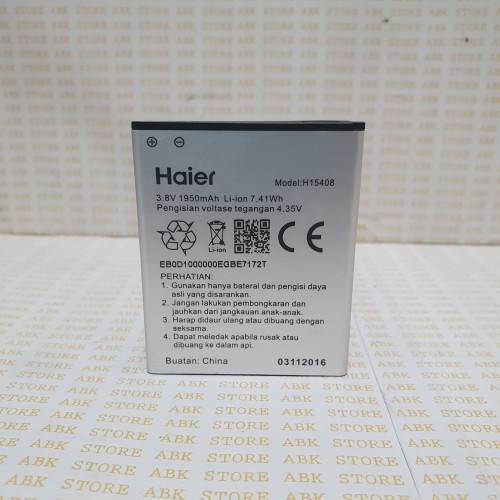 Haier
Model:H15408
3.8V 1950mAh Li-ion 7.41Wh
Pengisian voltase tegangan 4.35V
Li-ion
EB0D1000000EGBE7172T
PERHATIAN:
1. Gunakan hanya baterai dan pengisi daya
asli yang disarankan.
2. Jangan lakukan pembongkaran dan
jauhkan dari jangkauan anak-anak.
3. Harap didaur ulang atau dibuang dengan
seksama.
4. Dapat meledak apabila rusak atau
dibuang ke dalam api.
Buatan: China
03112016
ABK STORE